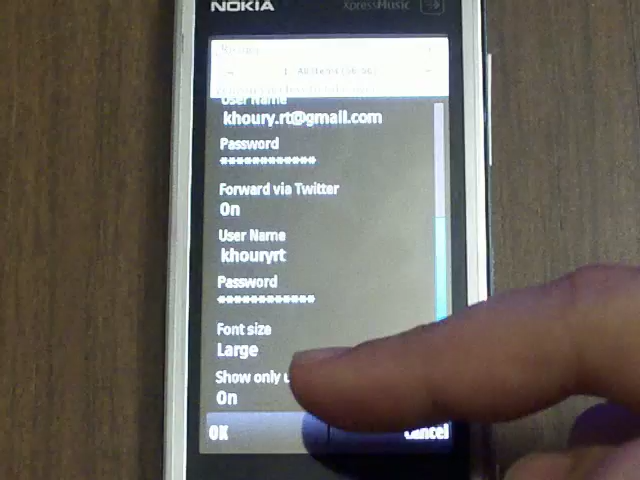 NOKIA
XpressMusic
User Name
khoury.rt@gmail.com
Password
************
Forward via Twitter
On
User Name
khouryrt
Password
************
Font size
Large
Show only
On
OK
Cancel